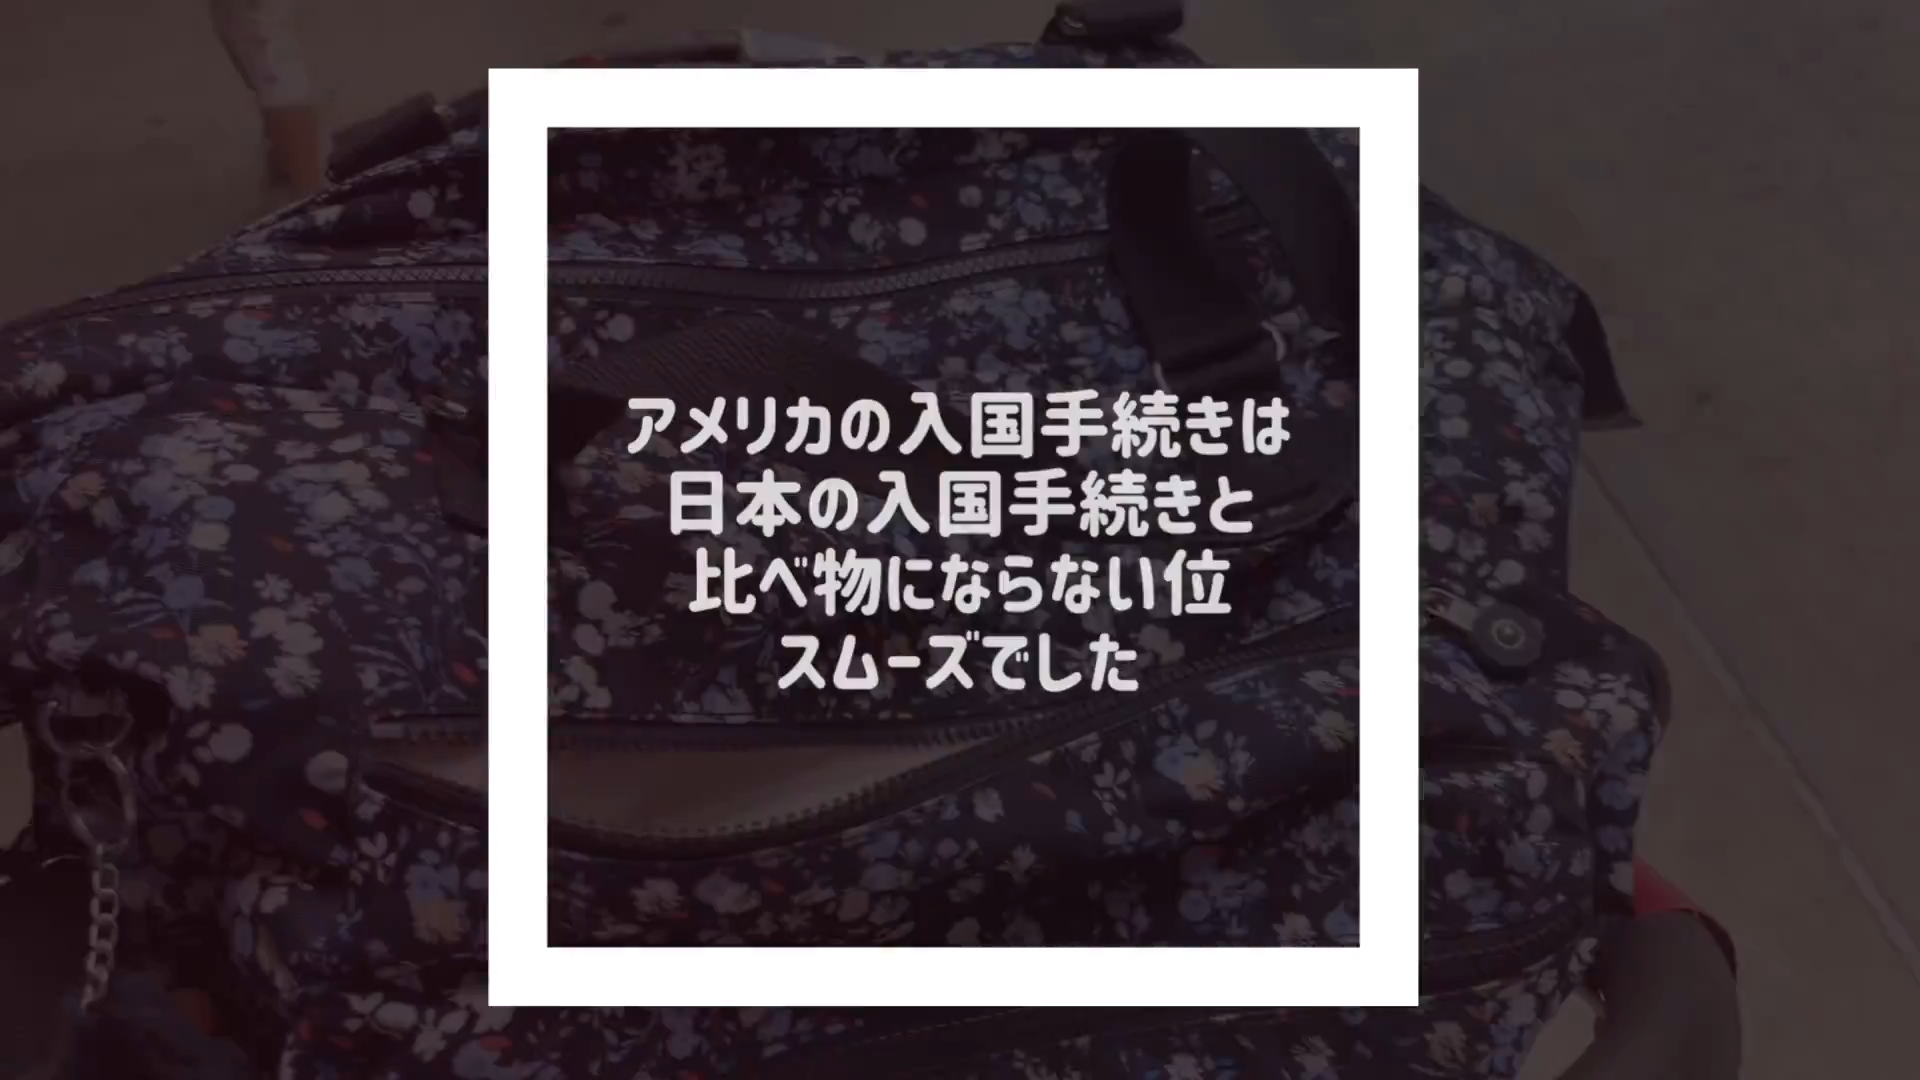 アメリカの入国手続きは
日本の入国手続きと
比べ物にならない位
スムーズでした